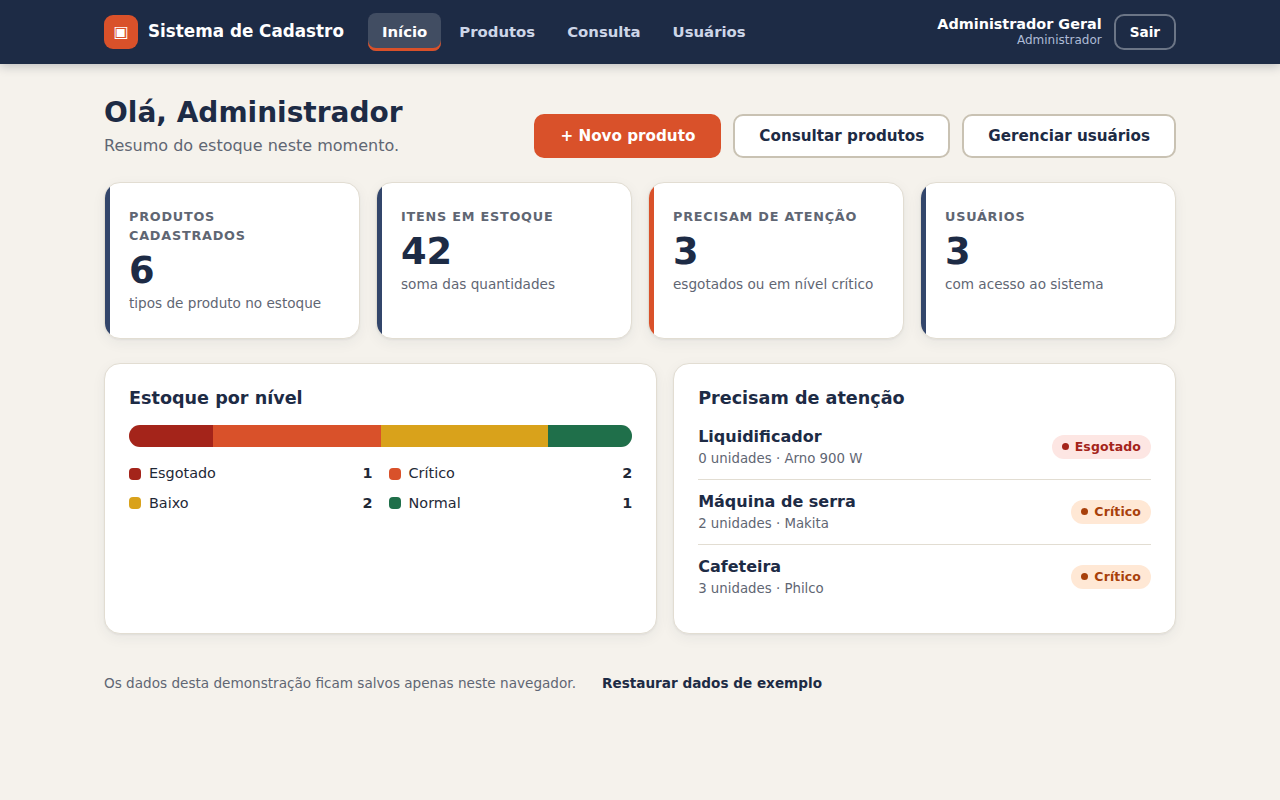 Sistema de Cadastro
Início
Produtos
Consulta
Usuários
Administrador Geral
Administrador
Sair
Olá, Administrador
Resumo do estoque neste momento.
+ Novo produto
Consultar produtos
Gerenciar usuários
PRODUTOS
CADASTRADOS
6
tipos de produto no estoque
ITENS EM ESTOQUE
42
soma das quantidades
PRECISAM DE ATENÇÃO
3
esgotados ou em nível crítico
USUÁRIOS
3
com acesso ao sistema
Estoque por nível
Esgotado 1
Crítico 2
Baixo 2
Normal 1
Precisam de atenção
Liquidificador
0 unidades · Arno 900 W
Esgotado
Máquina de serra
2 unidades · Makita
Crítico
Cafeteira
3 unidades · Philco
Crítico
Os dados desta demonstração ficam salvos apenas neste navegador.
Restaurar dados de exemplo